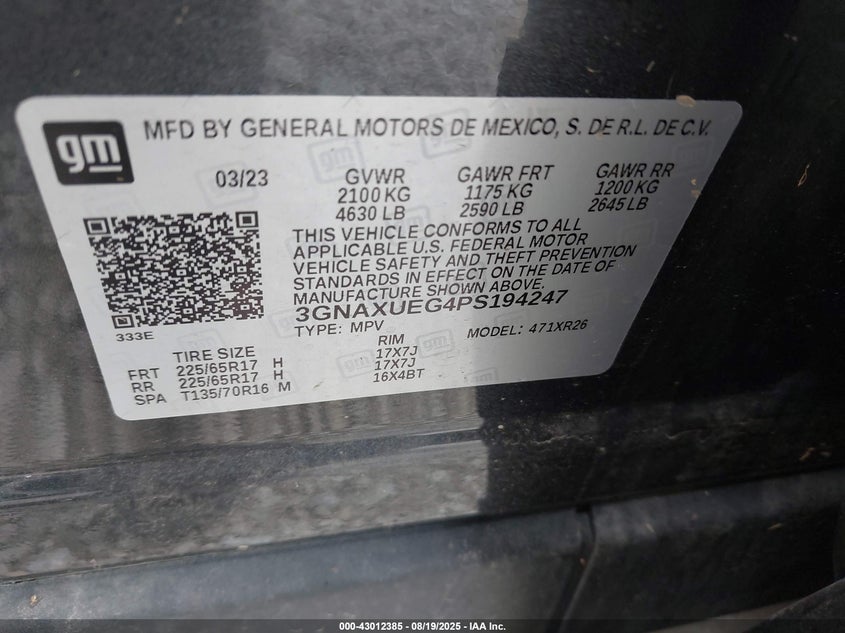 gm
MFD BY GENERAL MOTORS DE MEXICO, S. DE R.L. DE C.V.
03/23
GVWR
2100 KG
4630 LB
GAWR FRT
1175 KG
2590 LB
GAWR RR
1200 KG
2645 LB
THIS VEHICLE CONFORMS TO ALL
APPLICABLE U.S. FEDERAL MOTOR
VEHICLE SAFETY AND THEFT PREVENTION
STANDARDS IN EFFECT ON THE DATE OF
MANUFACTURE SHOWN ABOVE.
3GNAXUEG4PS194247
TYPE: MPV
MODEL: 471XR26
333E
TIRE SIZE RIM
FRT 225/65R17 H 17X7J
RR 225/65R17 H 17X7J
SPA T135/70R16 M 16X4BT
000-43012385 - 08/19/2025 - IAA Inc.